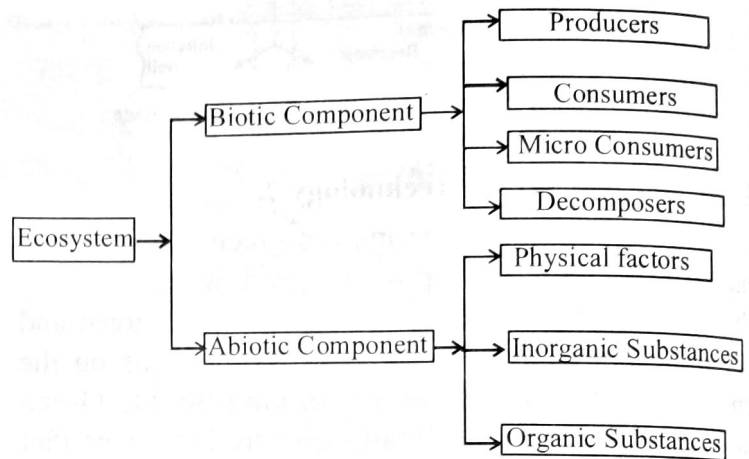 Producers
Consumers
Biotic Component
Micro Consumers
Decomposers
Ecosystem
Physical factors
Abiotic Component
Inorganic Substances
Organic Substances